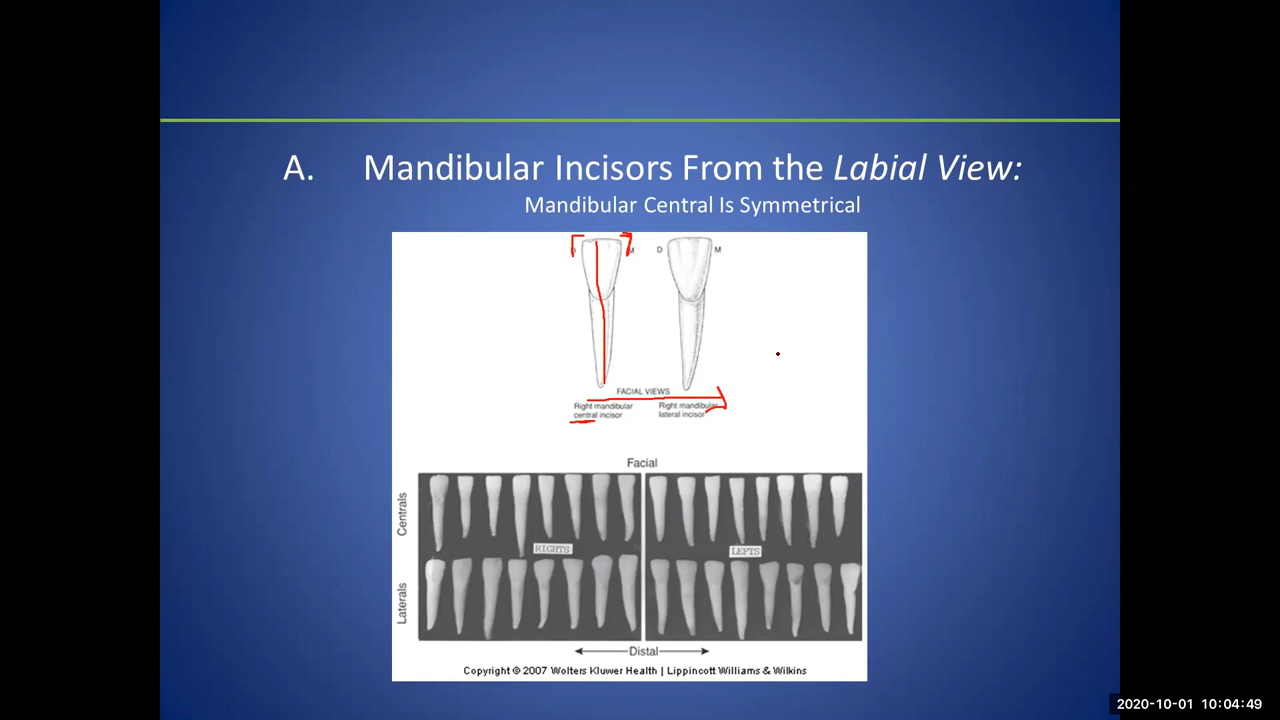 A. Mandibular Incisors From the Labial View:
Mandibular Central Is Symmetrical
D M
FACIAL VIEWS
Right mandibular
central incisor
Right mandibular
lateral incisor
Facial
Centrals
RIGHTS
LEFTS
Laterals
Distal
Copyright © 2007 Wolters Kluwer Health | Lippincott Williams & Wilkins
2020-10-01 10:04:49